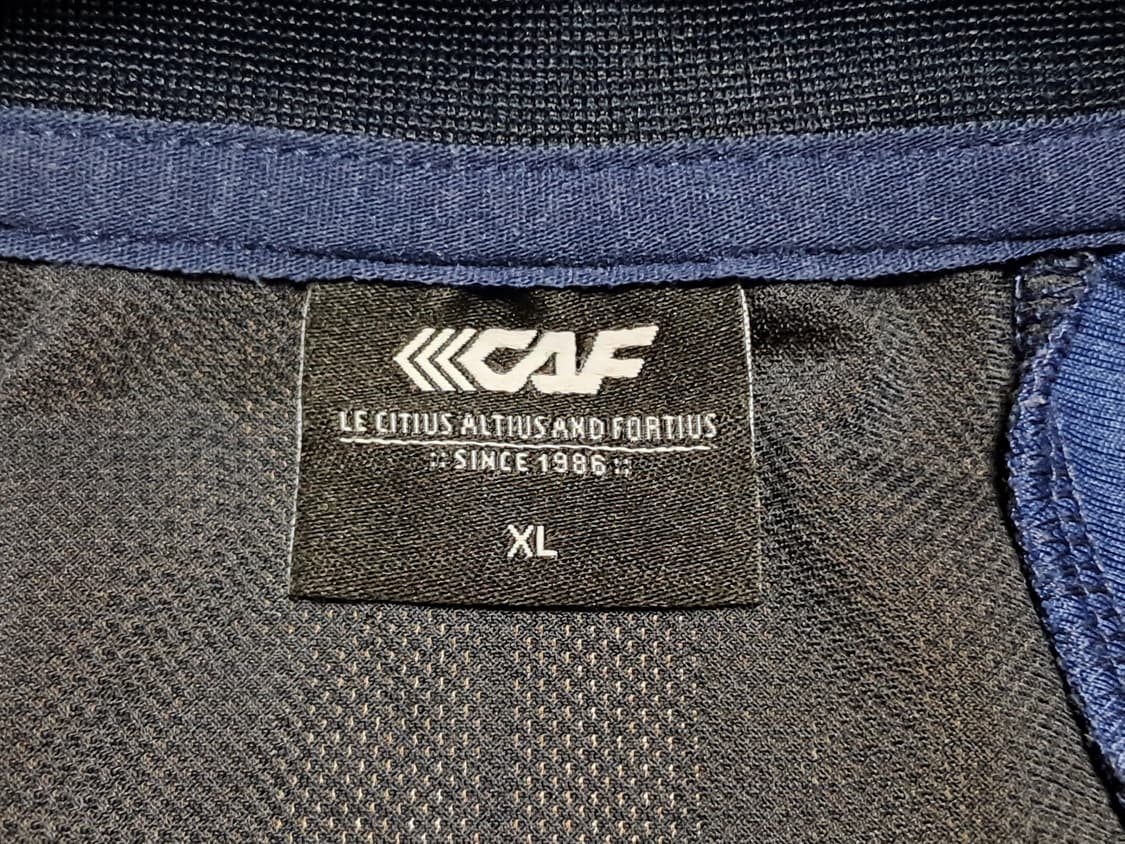 CAF
LE CITIUS ALTIUS AND FORTIUS
:: SINCE 1986 ::
XL